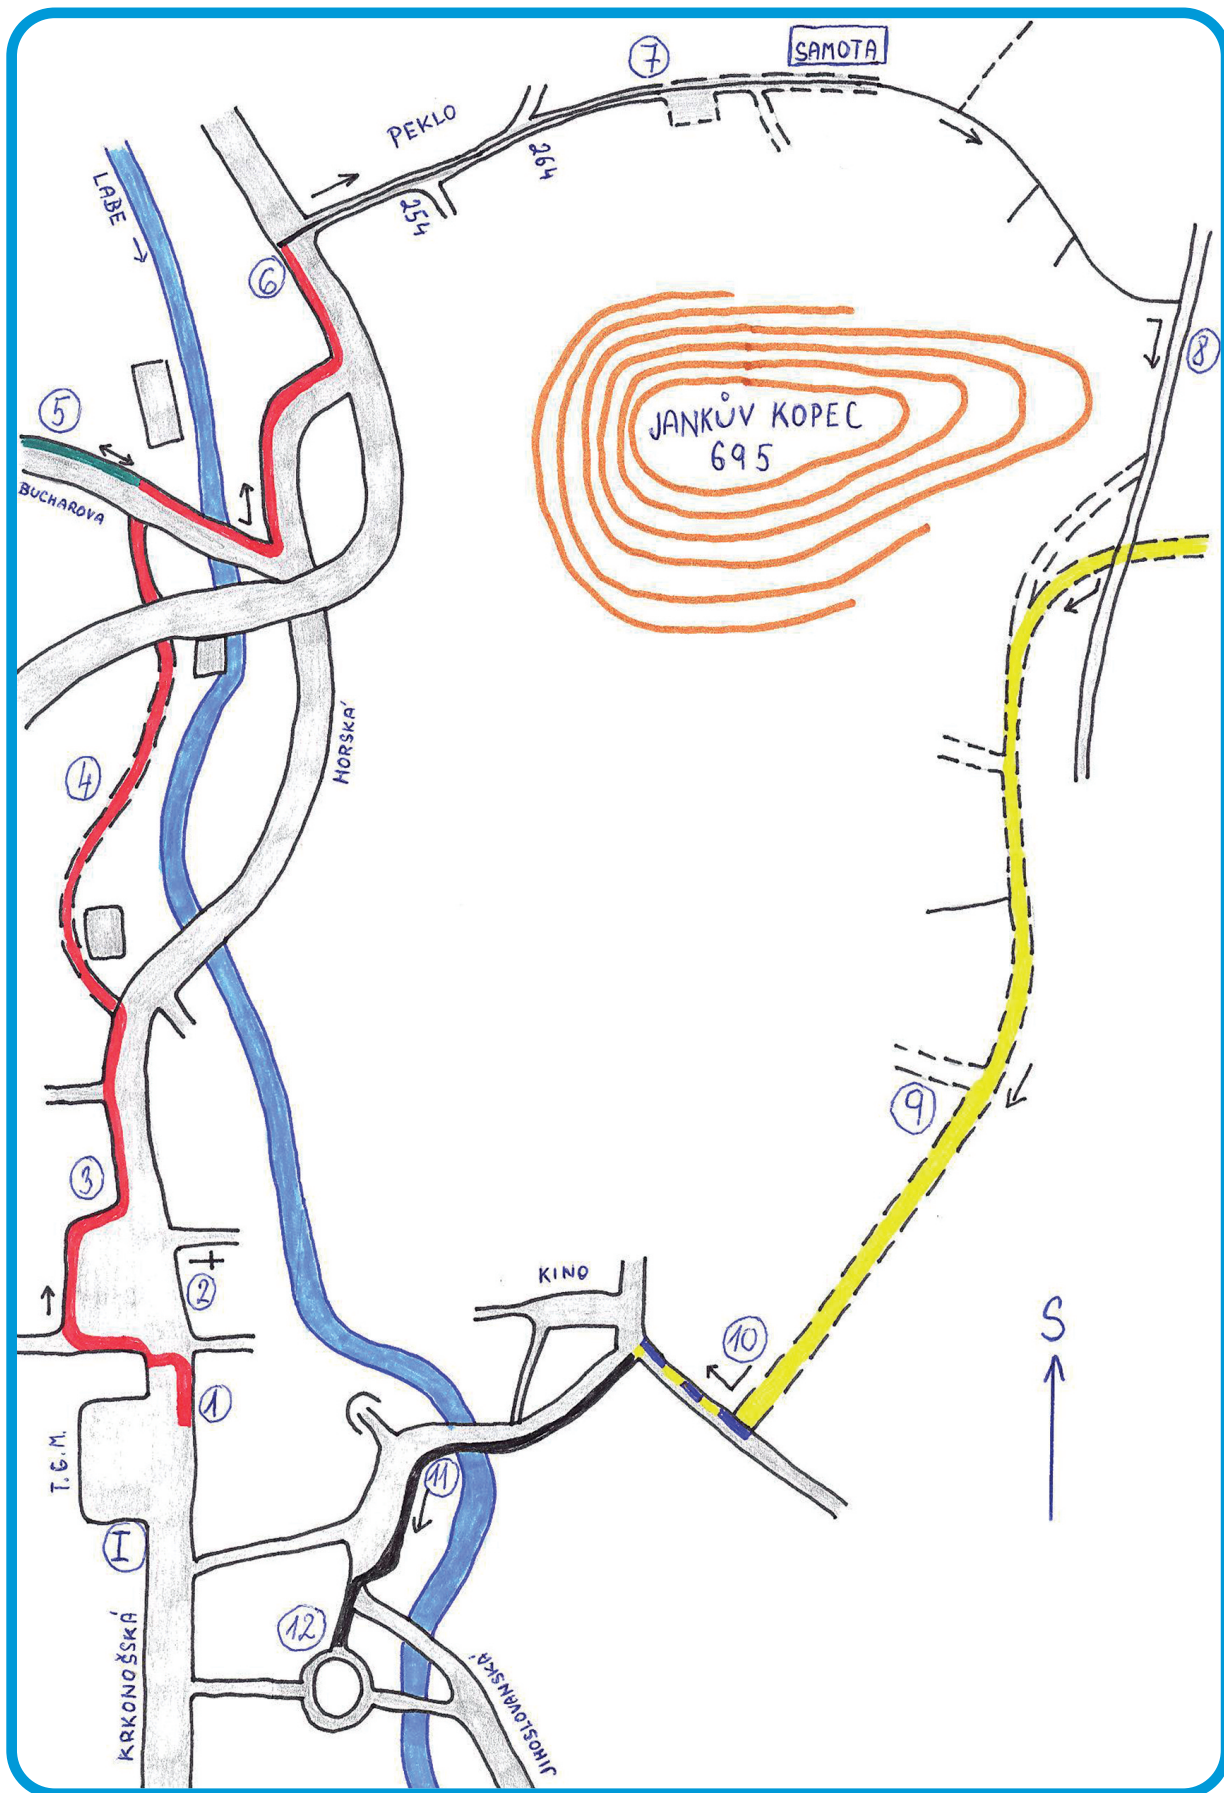 SAMOTA
7
PEKLO
264
254
LABE
6
8
5
JANKŮV KOPEC
695
BUCHAROVA
HORSKÁ
4
9
3
KINO
2
S
10
1
T.G.M.
11
I
12
KRKONOŠSKÁ
JIHOSLOVANSKÁ